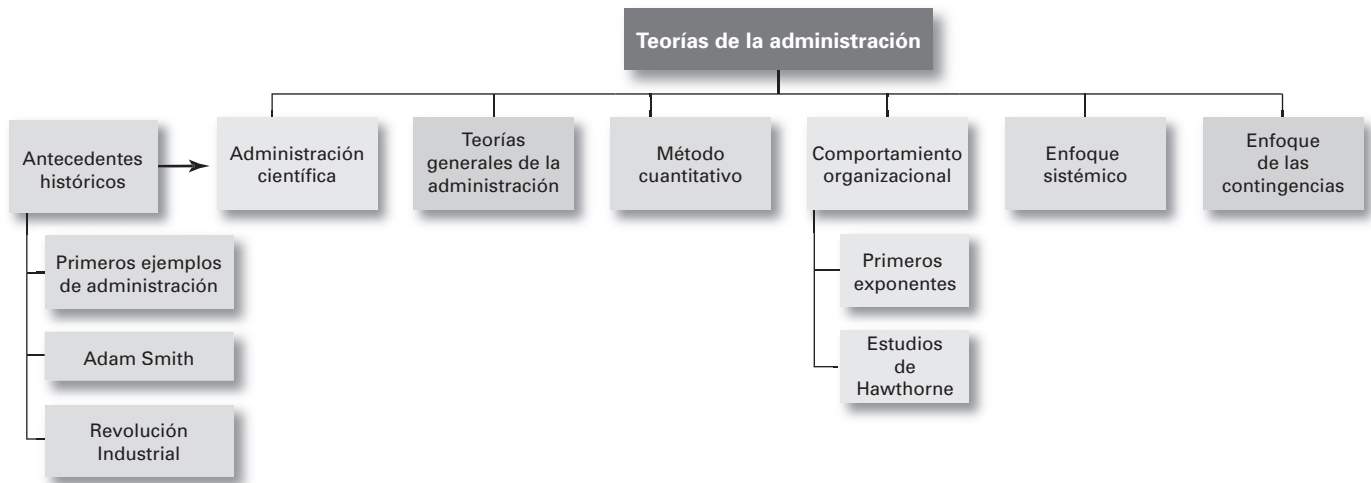 Teorías de la administración
Antecedentes
históricos
Administración
científica
Teorías
generales de la
administración
Método
cuantitativo
Comportamiento
organizacional
Enfoque
sistémico
Enfoque
de las
contingencias
Primeros ejemplos
de administración
Adam Smith
Revolución
Industrial
Primeros
exponentes
Estudios
de
Hawthorne